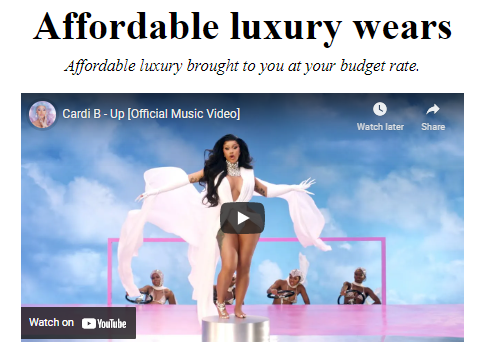 Affordable luxury wears
Affordable luxury brought to you at your budget rate.
Cardi B - Up [Official Music Video]
Watch later
Share
Watch on YouTube